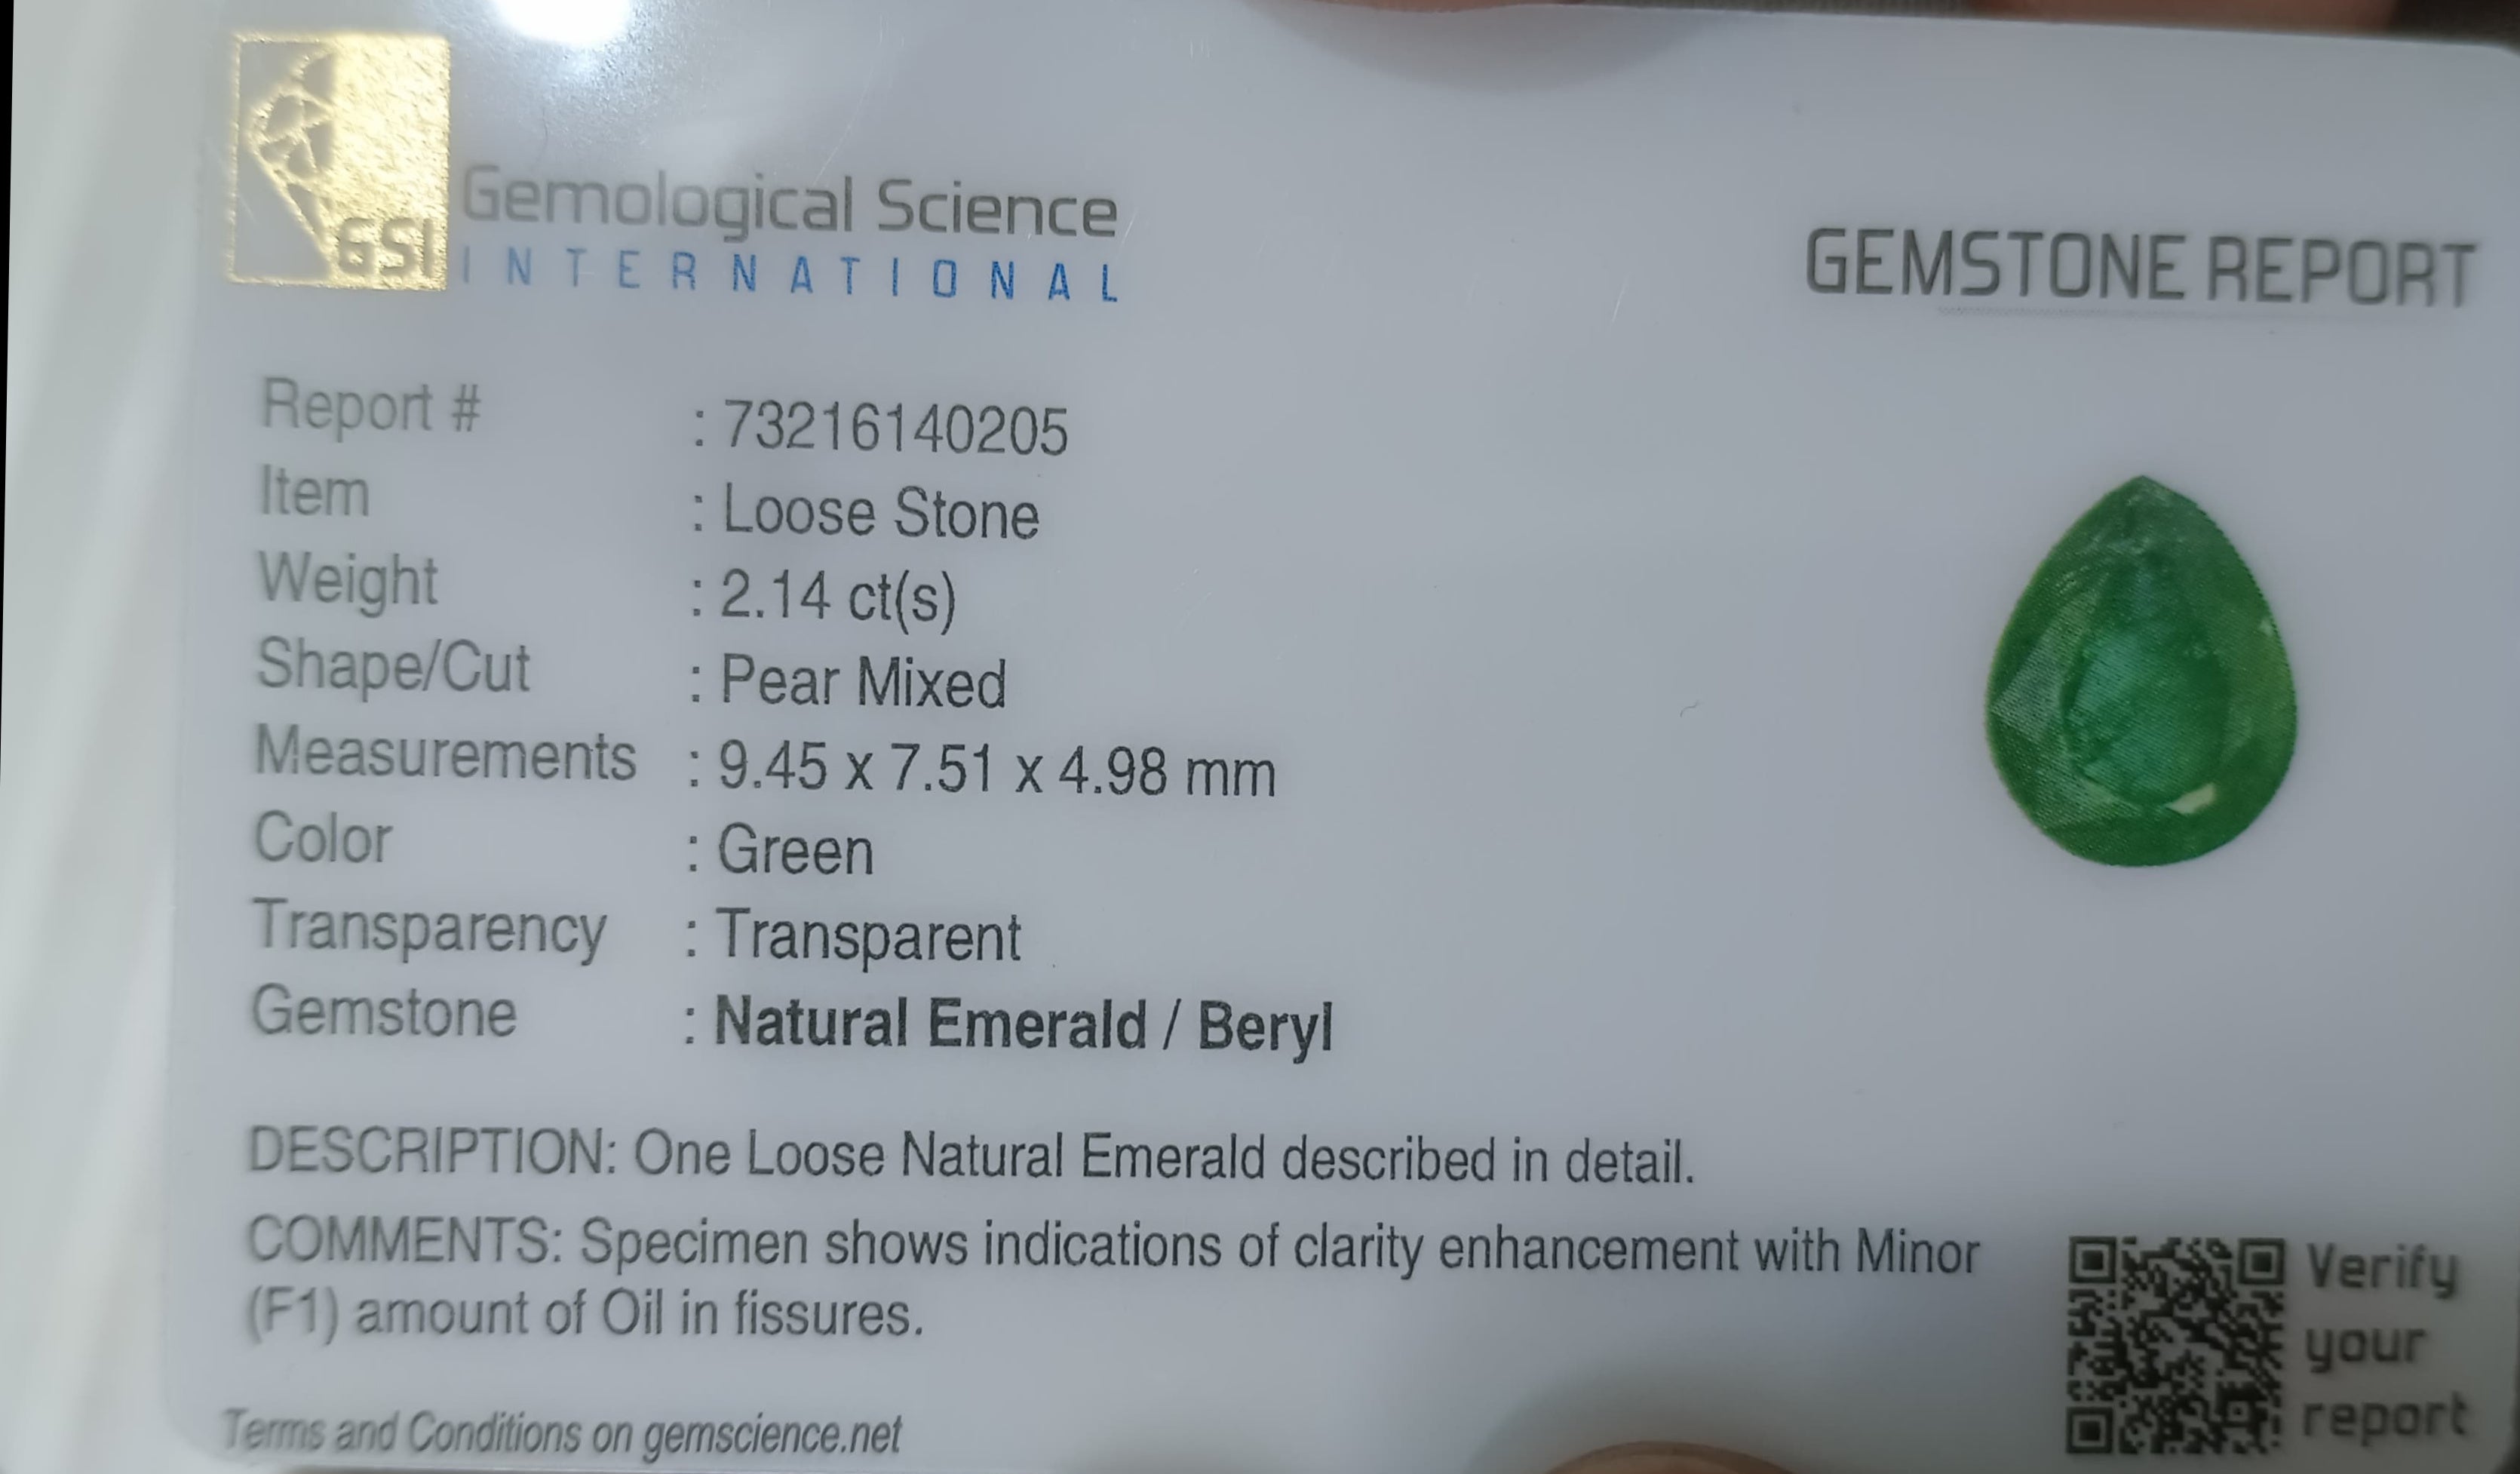 GSI
Gemological Science
INTERNATIONAL
GEMSTONE REPORT
Report # : 73216140205
Item : Loose Stone
Weight : 2.14 ct(s)
Shape/Cut : Pear Mixed
Measurements : 9.45 x 7.51 x 4.98 mm
Color : Green
Transparency : Transparent
Gemstone : Natural Emerald / Beryl
DESCRIPTION: One Loose Natural Emerald described in detail.
COMMENTS: Specimen shows indications of clarity enhancement with Minor
(F1) amount of Oil in fissures.
Verify
your
report
Terms and Conditions on gemscience.net